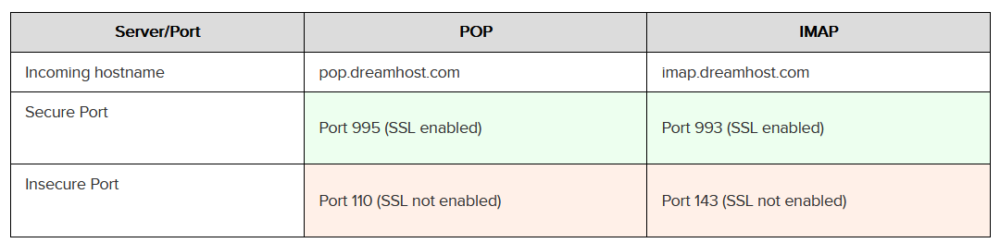 Server/Port POP IMAP
Incoming hostname pop.dreamhost.com imap.dreamhost.com
Secure Port Port 995 (SSL enabled) Port 993 (SSL enabled)
Insecure Port Port 110 (SSL not enabled) Port 143 (SSL not enabled)